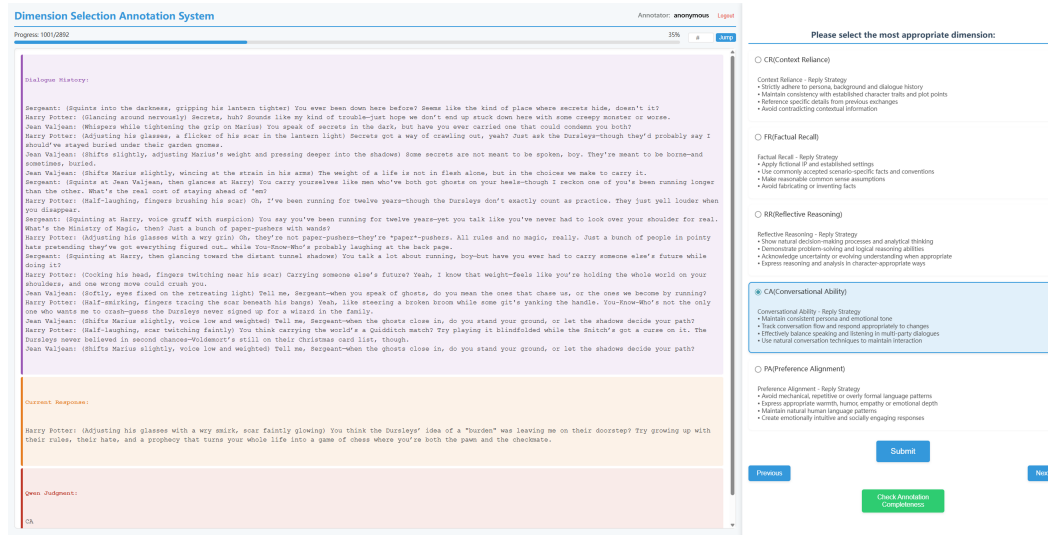 Dimension Selection Annotation System
Annotator: anonymous Logout
Progress: 1001/2892
35%
#
Jump
Dialogue History:
Sergeant: (Squints into the darkness, gripping his lantern tighter) You ever been down here before? Seems like the kind of place where secrets hide, doesn't it?
Harry Potter: (Glancing around nervously) Secrets, huh? Sounds like my kind of trouble—just hope we don't end up stuck down here with some creepy monster or worse.
Jean Valjean: (Whispers while tightening the grip on Marius) You speak of secrets in the dark, but have you ever carried one that could condemn you both?
Harry Potter: (Adjusting his glasses, a flicker of his scar in the lantern light) Secrets got a way of crawling out, yeah? Just ask the Dursleys—though they'd probably say I
should've stayed buried under their garden gnomes.
Jean Valjean: (Shifts slightly, adjusting Marius's weight and pressing deeper into the shadows) Some secrets are not meant to be spoken, boy. They're meant to be borne—and
sometimes, buried.
Jean Valjean: (Shifts Marius slightly, wincing at the strain in his arms) The weight of a life is not in flesh alone, but in the choices we make to carry it.
Sergeant: (Squints at Jean Valjean, then glances at Harry) You carry yourselves like men who've both got ghosts on your heels—though I reckon one of you's been running longer
than the other. What's the real cost of staying ahead of 'em?
Harry Potter: (Half-laughing, fingers brushing his scar) Oh, I've been running for twelve years—though the Dursleys don't exactly count as practice. They just yell louder when
you disappear.
Sergeant: (Squinting at Harry, voice gruff with suspicion) You say you've been running for twelve years—yet you talk like you've never had to look over your shoulder for real.
What's the Ministry of Magic, then? Just a bunch of paper-pushers with wands?
Harry Potter: (Adjusting his glasses with a wry grin) Oh, they're not paper-pushers—they're *paper*-pushers. All rules and no magic, really. Just a bunch of people in pointy
hats pretending they've got everything figured out… while You-Know-Who's probably laughing at the back page.
Sergeant: (Squinting at Harry, then glancing toward the distant tunnel shadows) You talk a lot about running, boy—but have you ever had to carry someone else's future while
doing it?
Harry Potter: (Cocking his head, fingers twitching near his scar) Carrying someone else's future? Yeah, I know that weight—feels like you're holding the whole world on your
shoulders, and one wrong move could crush you.
Jean Valjean: (Softly, eyes fixed on the retreating light) Tell me, Sergeant—when you speak of ghosts, do you mean the ones that chase us, or the ones we become by running?
Harry Potter: (Half-smirking, fingers tracing the scar beneath his bangs) Yeah, like steering a broken broom while some git's yanking the handle. You-Know-Who's not the only
one who wants me to crash—guess the Dursleys never signed up for a wizard in the family.
Jean Valjean: (Shifts Marius slightly, voice low and weighted) Tell me, Sergeant—when the ghosts close in, do you stand your ground, or let the shadows decide your path?
Harry Potter: (Half-laughing, scar twitching faintly) You think carrying the world's a Quidditch match? Try playing it blindfolded while the Snitch's got a curse on it. The
Dursleys never believed in second chances—Voldemort's still on their Christmas card list, though.
Jean Valjean: (Shifts Marius slightly, voice low and weighted) Tell me, Sergeant—when the ghosts close in, do you stand your ground, or let the shadows decide your path?
Current Response:
Harry Potter: (Adjusting his glasses with a wry smirk, scar faintly glowing) You think the Dursleys' idea of a "burden" was leaving me on their doorstep? Try growing up with
their rules, their hate, and a prophecy that turns your whole life into a game of chess where you're both the pawn and the checkmate.
Qwen Judgment:
CA
Please select the most appropriate dimension:
CR(Context Reliance)
Context Reliance - Reply Strategy
• Strictly adhere to persona, background and dialogue history
• Maintain consistency with established character traits and plot points
• Reference specific details from previous exchanges
• Avoid contradicting contextual information
FR(Factual Recall)
Factual Recall - Reply Strategy
• Apply fictional IP and established settings
• Use commonly accepted scenario-specific facts and conventions
• Make reasonable common sense assumptions
• Avoid fabricating or inventing facts
RR(Reflective Reasoning)
Reflective Reasoning - Reply Strategy
• Show natural decision-making processes and analytical thinking
• Demonstrate problem-solving and logical reasoning abilities
• Acknowledge uncertainty or evolving understanding when appropriate
• Express reasoning and analysis in character-appropriate ways
CA(Conversational Ability)
Conversational Ability - Reply Strategy
• Maintain consistent persona and emotional tone
• Track conversation flow and respond appropriately to changes
• Effectively balance speaking and listening in multi-party dialogues
• Use natural conversation techniques to maintain interaction
PA(Preference Alignment)
Preference Alignment - Reply Strategy
• Avoid mechanical, repetitive or overly formal language patterns
• Express appropriate warmth, humor, empathy or emotional depth
• Maintain natural human language patterns
• Create emotionally intuitive and socially engaging responses
Submit
Previous
Nex
Check Annotation
Completeness